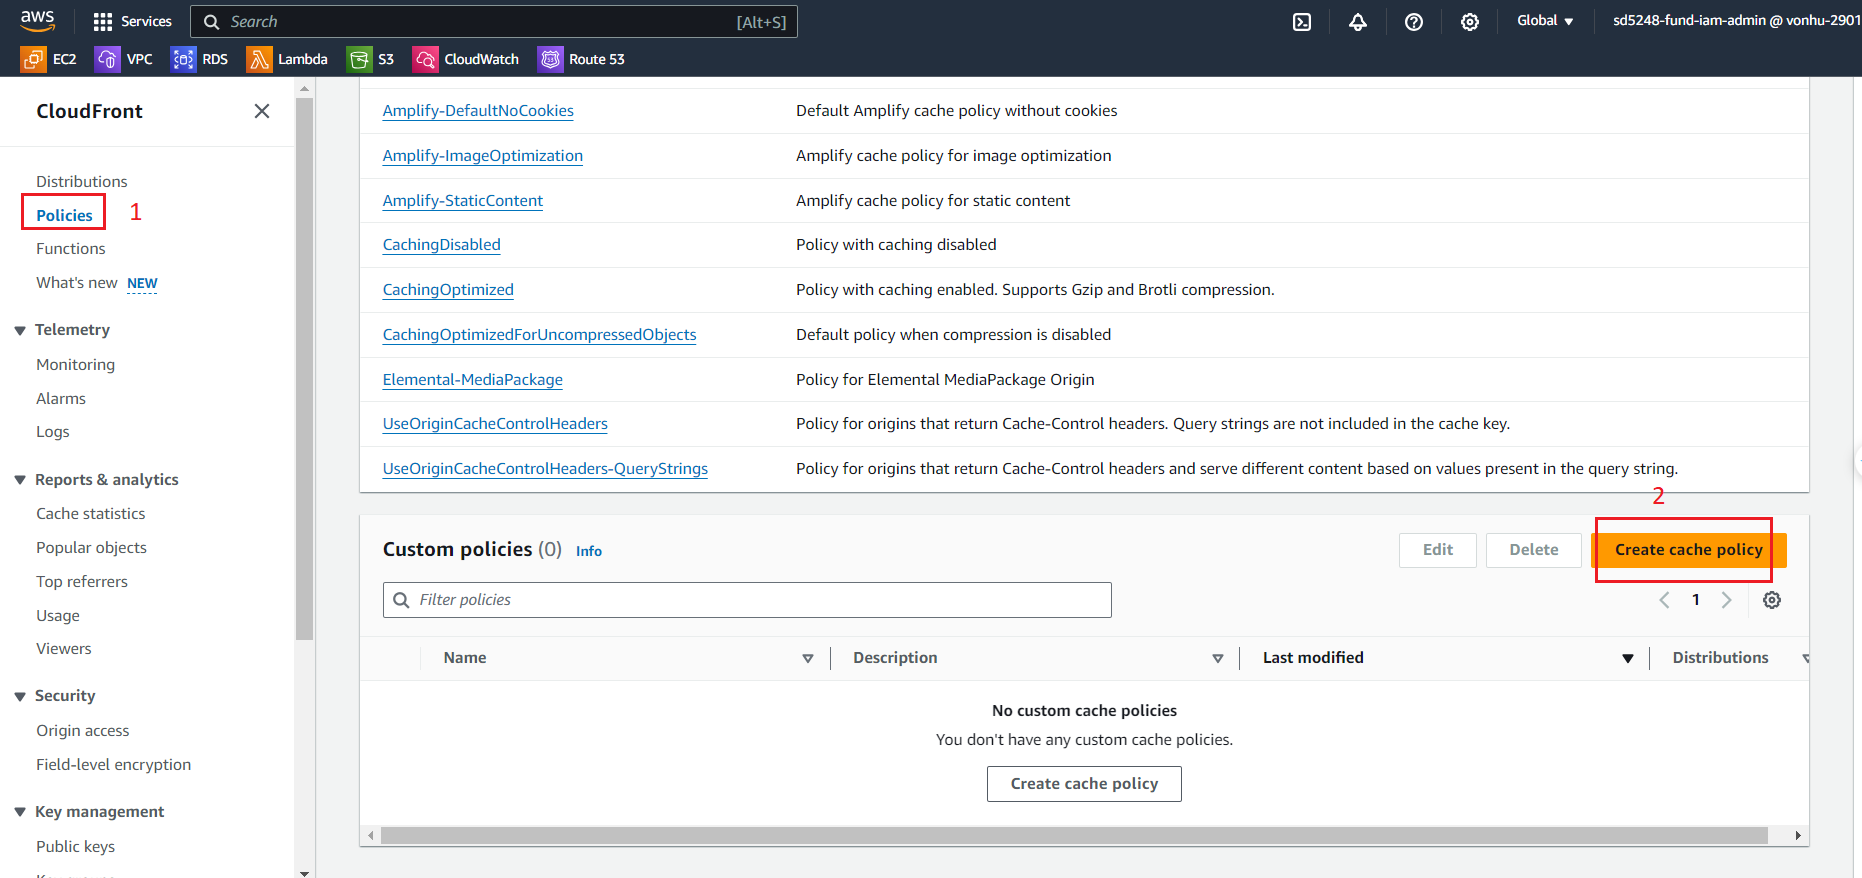 aws Services Search [Alt+S] Global sd5248-fund-iam-admin @ vonhu-2901
EC2 VPC RDS Lambda S3 CloudWatch Route 53
CloudFront
Distributions
Policies 1
Functions
What's new NEW
Telemetry
Monitoring
Alarms
Logs
Reports & analytics
Cache statistics
Popular objects
Top referrers
Usage
Viewers
Security
Origin access
Field-level encryption
Key management
Public keys
Amplify-DefaultNoCookies Default Amplify cache policy without cookies
Amplify-ImageOptimization Amplify cache policy for image optimization
Amplify-StaticContent Amplify cache policy for static content
CachingDisabled Policy with caching disabled
CachingOptimized Policy with caching enabled. Supports Gzip and Brotli compression.
CachingOptimizedForUncompressedObjects Default policy when compression is disabled
Elemental-MediaPackage Policy for Elemental MediaPackage Origin
UseOriginCacheControlHeaders Policy for origins that return Cache-Control headers. Query strings are not included in the cache key.
UseOriginCacheControlHeaders-QueryStrings Policy for origins that return Cache-Control headers and serve different content based on values present in the query string.
2
Custom policies (0) Info Edit Delete Create cache policy
Filter policies 1
Name Description Last modified Distributions
No custom cache policies
You don't have any custom cache policies.
Create cache policy